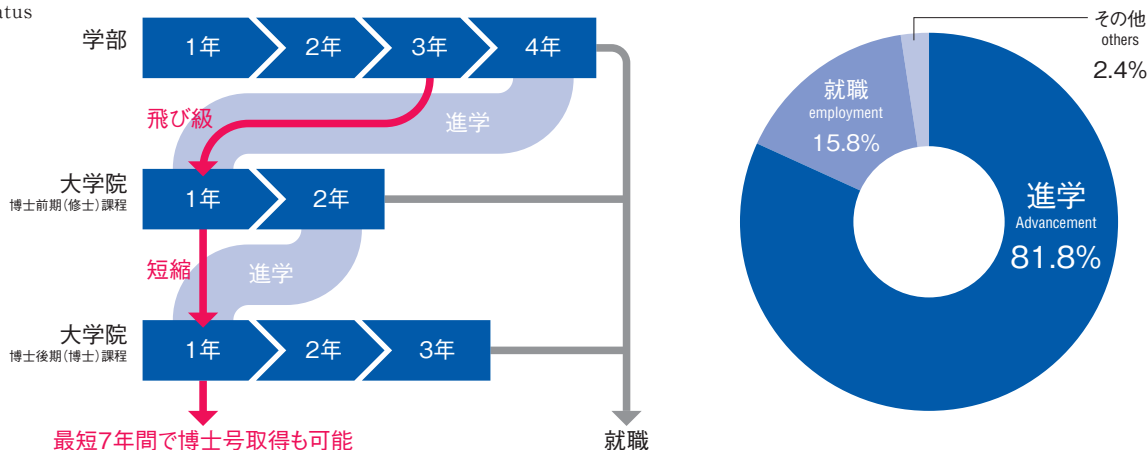 atus
学部
1年
2年
3年
4年
飛び級
進学
大学院
博士前期(修士)課程
1年
2年
短縮
進学
大学院
博士後期(博士)課程
1年
2年
3年
最短7年間で博士号取得も可能
就職
その他
others
2.4%
就職
employment
15.8%
進学
Advancement
81.8%